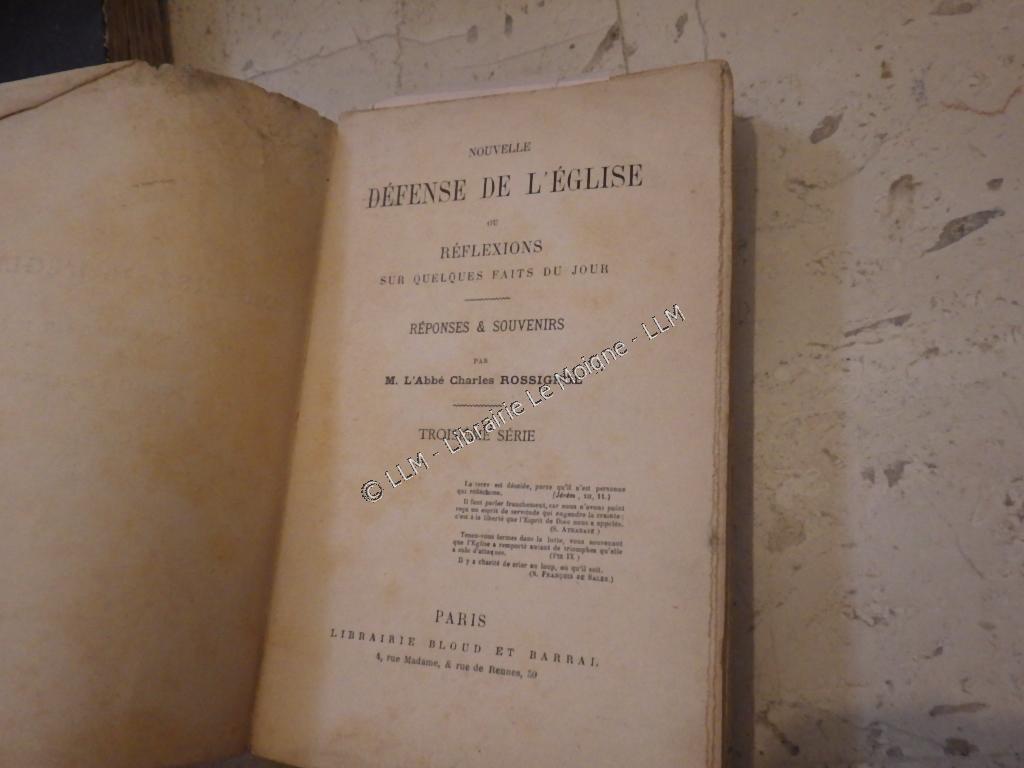 NOUVELLE
DÉFENSE DE L'ÉGLISE
OU
RÉFLEXIONS
SUR QUELQUES FAITS DU JOUR
RÉPONSES & SOUVENIRS
PAR
M. L'Abbé Charles ROSSIGNOL
TROISIÈME SÉRIE
© LLM - Librairie Le Moigne - LLM
La terre est désolée, parce qu'il n'est personne
qui réfléchisse. (Jérém., XII, 11.)
Il faut parler franchement, car nous n'avons point
reçu un esprit de servitude qui engendre la crainte:
c'est à la liberté que l'Esprit de Dieu nous a appelés.
(S. ATHANASE.)
Tenez-vous fermes dans la lutte, vous souvenant
que l'Eglise a remporté autant de triomphes qu'elle
a subi d'attaques. (PIE IX.)
Il y a charité de crier au loup, où qu'il soit.
(S. FRANÇOIS DE SALES.)
PARIS
LIBRAIRIE BLOUD ET BARRAL
4, rue Madame, & rue de Rennes, 59